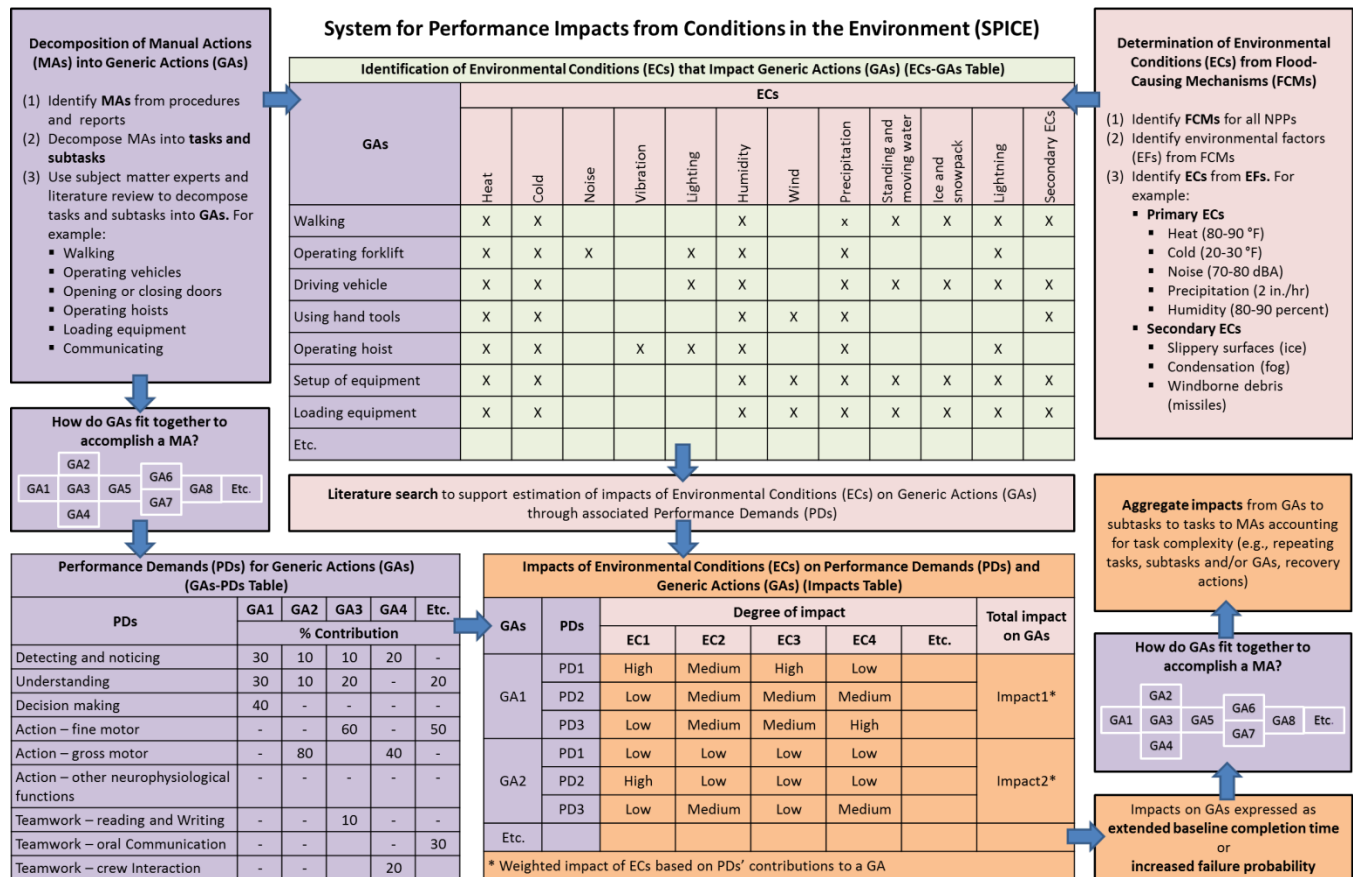 System for Performance Impacts from Conditions in the Environment (SPICE)
Decomposition of Manual Actions
(MAs) into Generic Actions (GAs)
(1) Identify MAs from procedures
and reports
(2) Decompose MAs into tasks and
subtasks
(3) Use subject matter experts and
literature review to decompose
tasks and subtasks into GAs. For
example:
▪ Walking
▪ Operating vehicles
▪ Opening or closing doors
▪ Operating hoists
▪ Loading equipment
▪ Communicating
Identification of Environmental Conditions (ECs) that Impact Generic Actions (GAs) (ECs-GAs Table)
GAs
ECs
Heat
Cold
Noise
Vibration
Lighting
Humidity
Wind
Precipitation
Standing and
moving water
Ice and
snowpack
Lightning
Secondary ECs
Walking X X X x X X X X
Operating forklift X X X X X X X
Driving vehicle X X X X X X X X X
Using hand tools X X X X X X
Operating hoist X X X X X X X
Setup of equipment X X X X X X X X X
Loading equipment X X X X X X X X X
Etc.
Determination of Environmental
Conditions (ECs) from Flood-
Causing Mechanisms (FCMs)
(1) Identify FCMs for all NPPs
(2) Identify environmental factors
(EFs) from FCMs
(3) Identify ECs from EFs. For
example:
▪ Primary ECs
▪ Heat (80-90 °F)
▪ Cold (20-30 °F)
▪ Noise (70-80 dBA)
▪ Precipitation (2 in./hr)
▪ Humidity (80-90 percent)
▪ Secondary ECs
▪ Slippery surfaces (ice)
▪ Condensation (fog)
▪ Windborne debris
(missiles)
How do GAs fit together to
accomplish a MA?
GA2
GA6
GA1 GA3 GA5 GA8 Etc.
GA7
GA4
Literature search to support estimation of impacts of Environmental Conditions (ECs) on Generic Actions (GAs)
through associated Performance Demands (PDs)
Performance Demands (PDs) for Generic Actions (GAs)
(GAs-PDs Table)
PDs GA1 GA2 GA3 GA4 Etc.
% Contribution
Detecting and noticing 30 10 10 20 -
Understanding 30 10 20 - 20
Decision making 40 - - - -
Action – fine motor - - 60 - 50
Action – gross motor - 80 40 -
Action – other neurophysiological
functions - - - - -
Teamwork – reading and Writing - - 10 - -
Teamwork – oral Communication - - - - 30
Teamwork – crew Interaction - - 20 -
Impacts of Environmental Conditions (ECs) on Performance Demands (PDs) and
Generic Actions (GAs) (Impacts Table)
GAs PDs Degree of impact Total impact
on GAs
EC1 EC2 EC3 EC4 Etc.
GA1
PD1 High Medium High Low
PD2 Low Medium Medium Medium Impact1*
PD3 Low Medium Medium High
GA2
PD1 Low Low Low Low
PD2 High Low Low Low Impact2*
PD3 Low Medium Low Medium
Etc.
* Weighted impact of ECs based on PDs' contributions to a GA
Aggregate impacts from GAs to
subtasks to tasks to MAs accounting
for task complexity (e.g., repeating
tasks, subtasks and/or GAs, recovery
actions)
How do GAs fit together to
accomplish a MA?
GA2
GA6
GA1 GA3 GA5 GA8 Etc.
GA7
GA4
Impacts on GAs expressed as
extended baseline completion time
or
increased failure probability